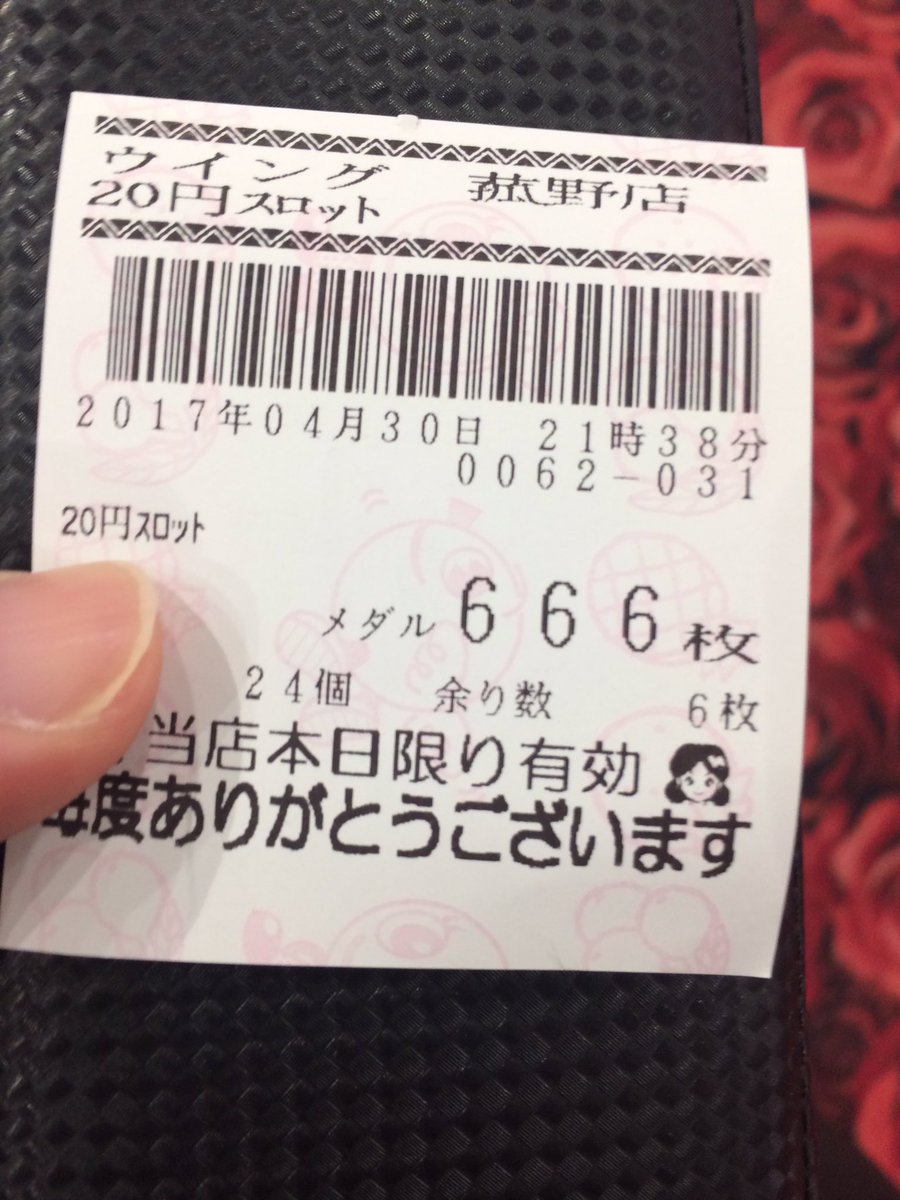 ウイング 菰野店
20円スロット
2017年04月30日 21時38分
0062-031
20円スロット
メダル 666枚
24個 余り数 6枚
当店本日限り有効
毎度ありがとうございます